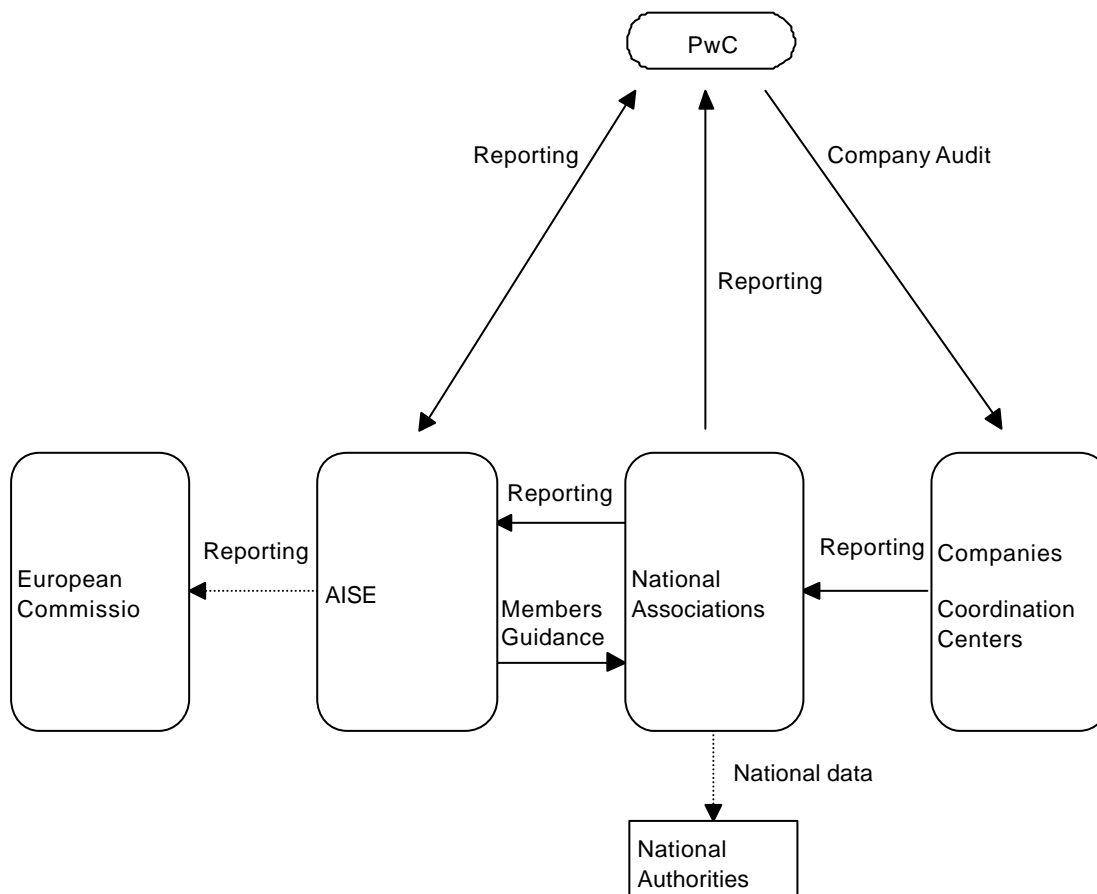 PwC
Reporting
Company Audit
Reporting
Reporting
Reporting
Reporting
European
Commissio
AISE
Members
Guidance
National
Associations
Companies
Coordination
Centers
National data
National
Authorities